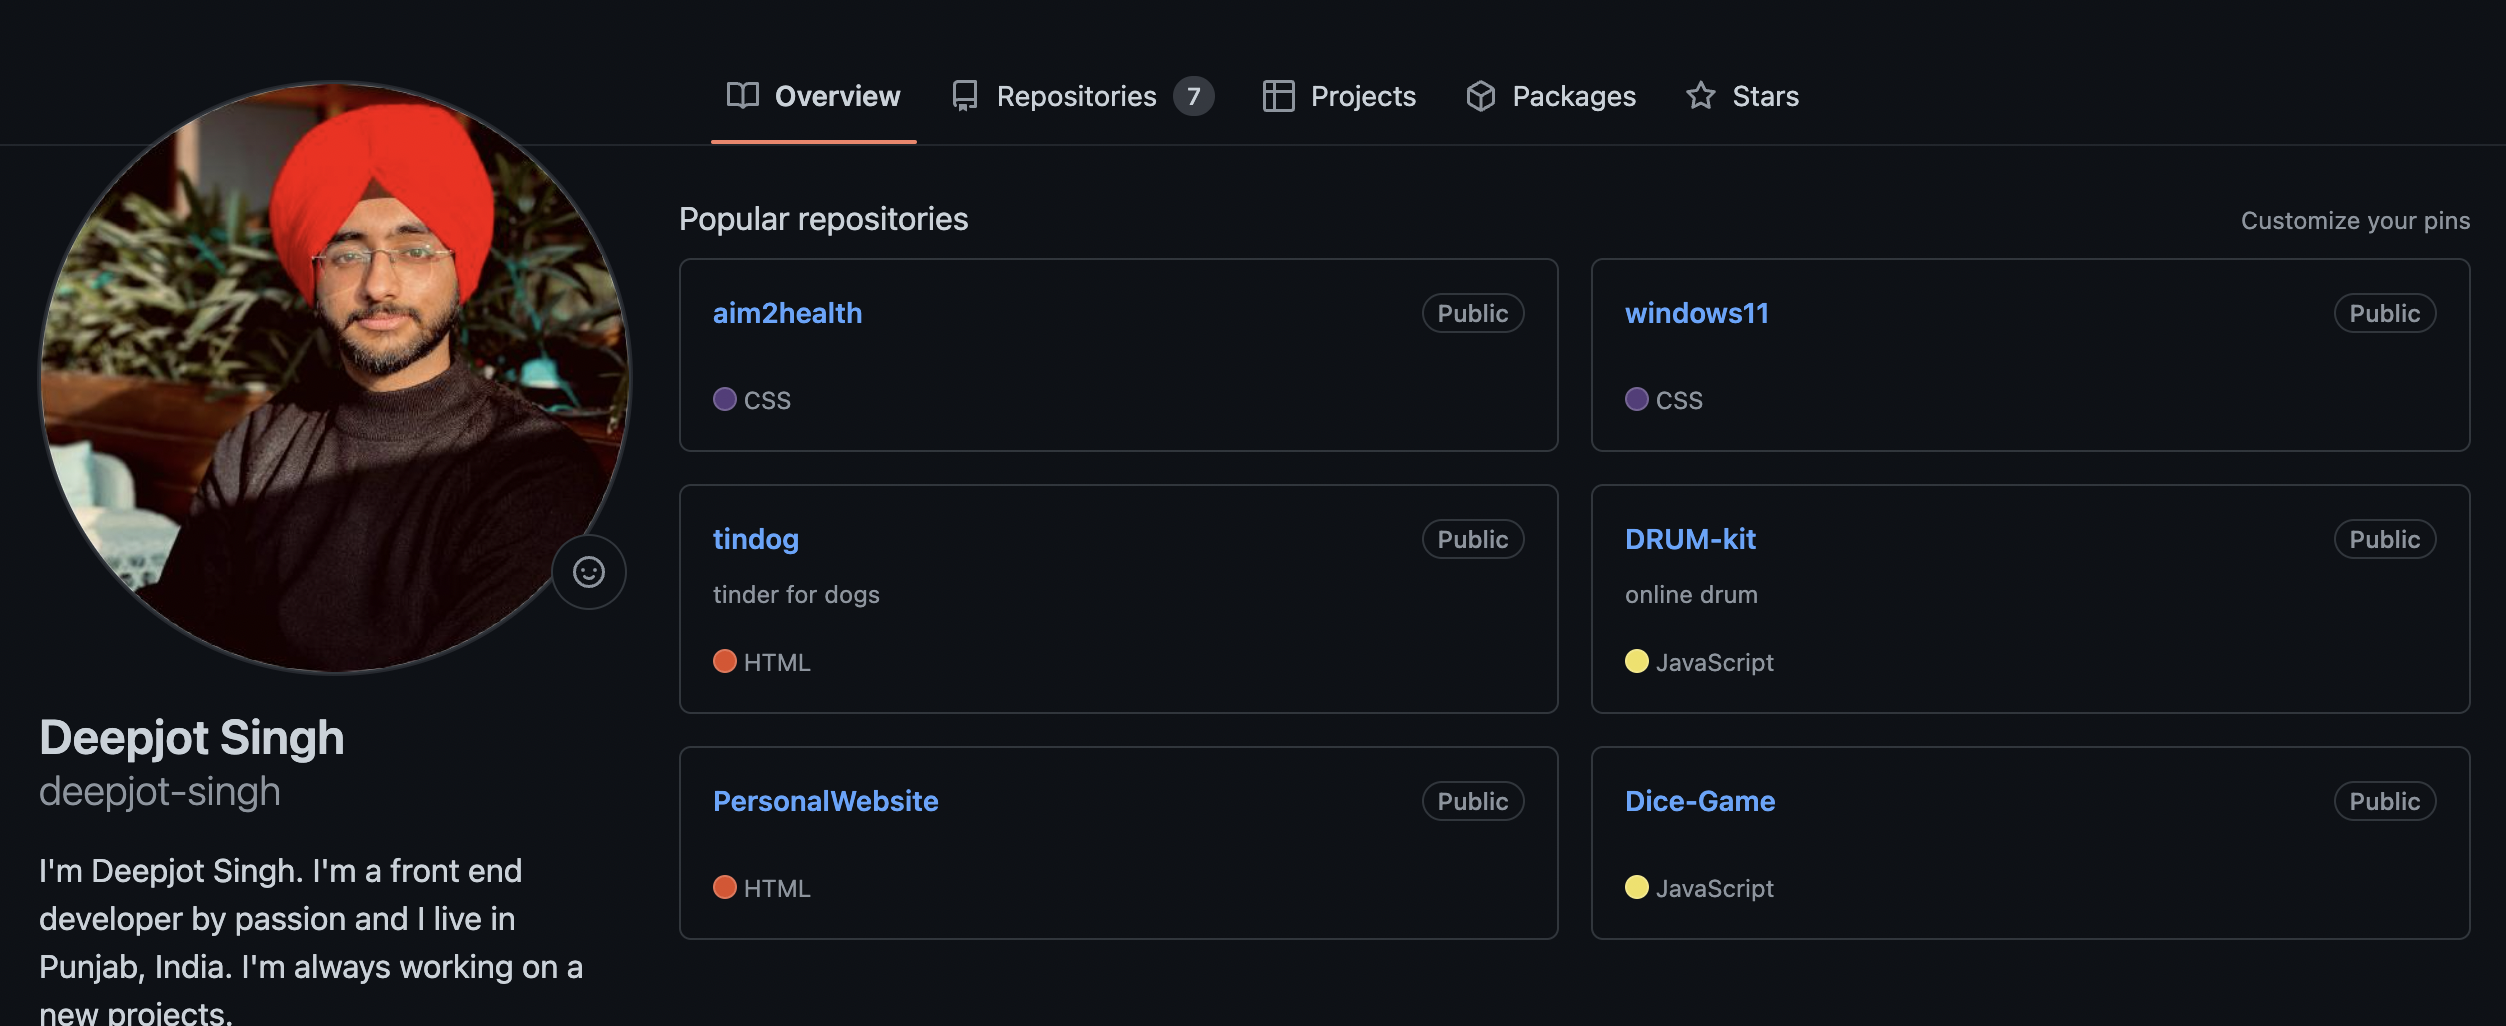 Overview
Repositories 7
Projects
Packages
Stars
Popular repositories
Customize your pins
aim2health
Public
CSS
windows11
Public
CSS
tindog
Public
tinder for dogs
HTML
DRUM-kit
Public
online drum
JavaScript
PersonalWebsite
Public
HTML
Dice-Game
Public
JavaScript
Deepjot Singh
deepjot-singh
I'm Deepjot Singh. I'm a front end
developer by passion and I live in
Punjab, India. I'm always working on a
new projects.